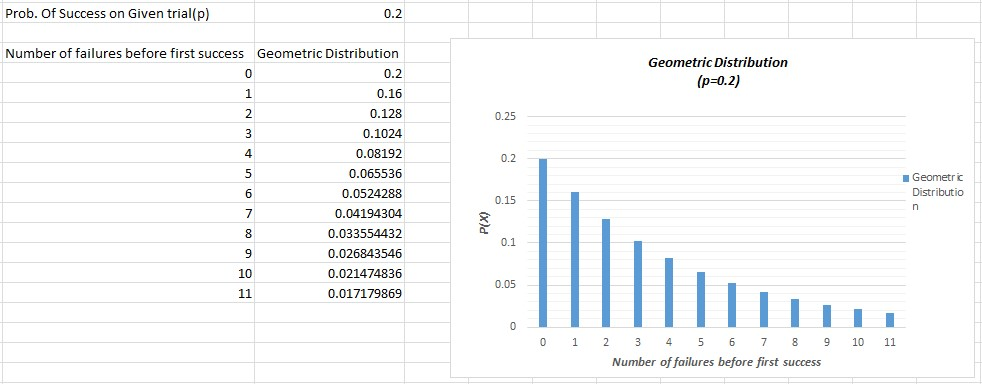 Prob. Of Success on Given trial(p) 0.2
Number of failures before first success Geometric Distribution
0 0.2
1 0.16
2 0.128
3 0.1024
4 0.08192
5 0.065536
6 0.0524288
7 0.04194304
8 0.033554432
9 0.026843546
10 0.021474836
11 0.017179869
Geometric Distribution
(p=0.2)
P(X)
0.25
0.2
0.15
0.1
0.05
0
0 1 2 3 4 5 6 7 8 9 10 11
Number of failures before first success
Geometric
Distributio
n